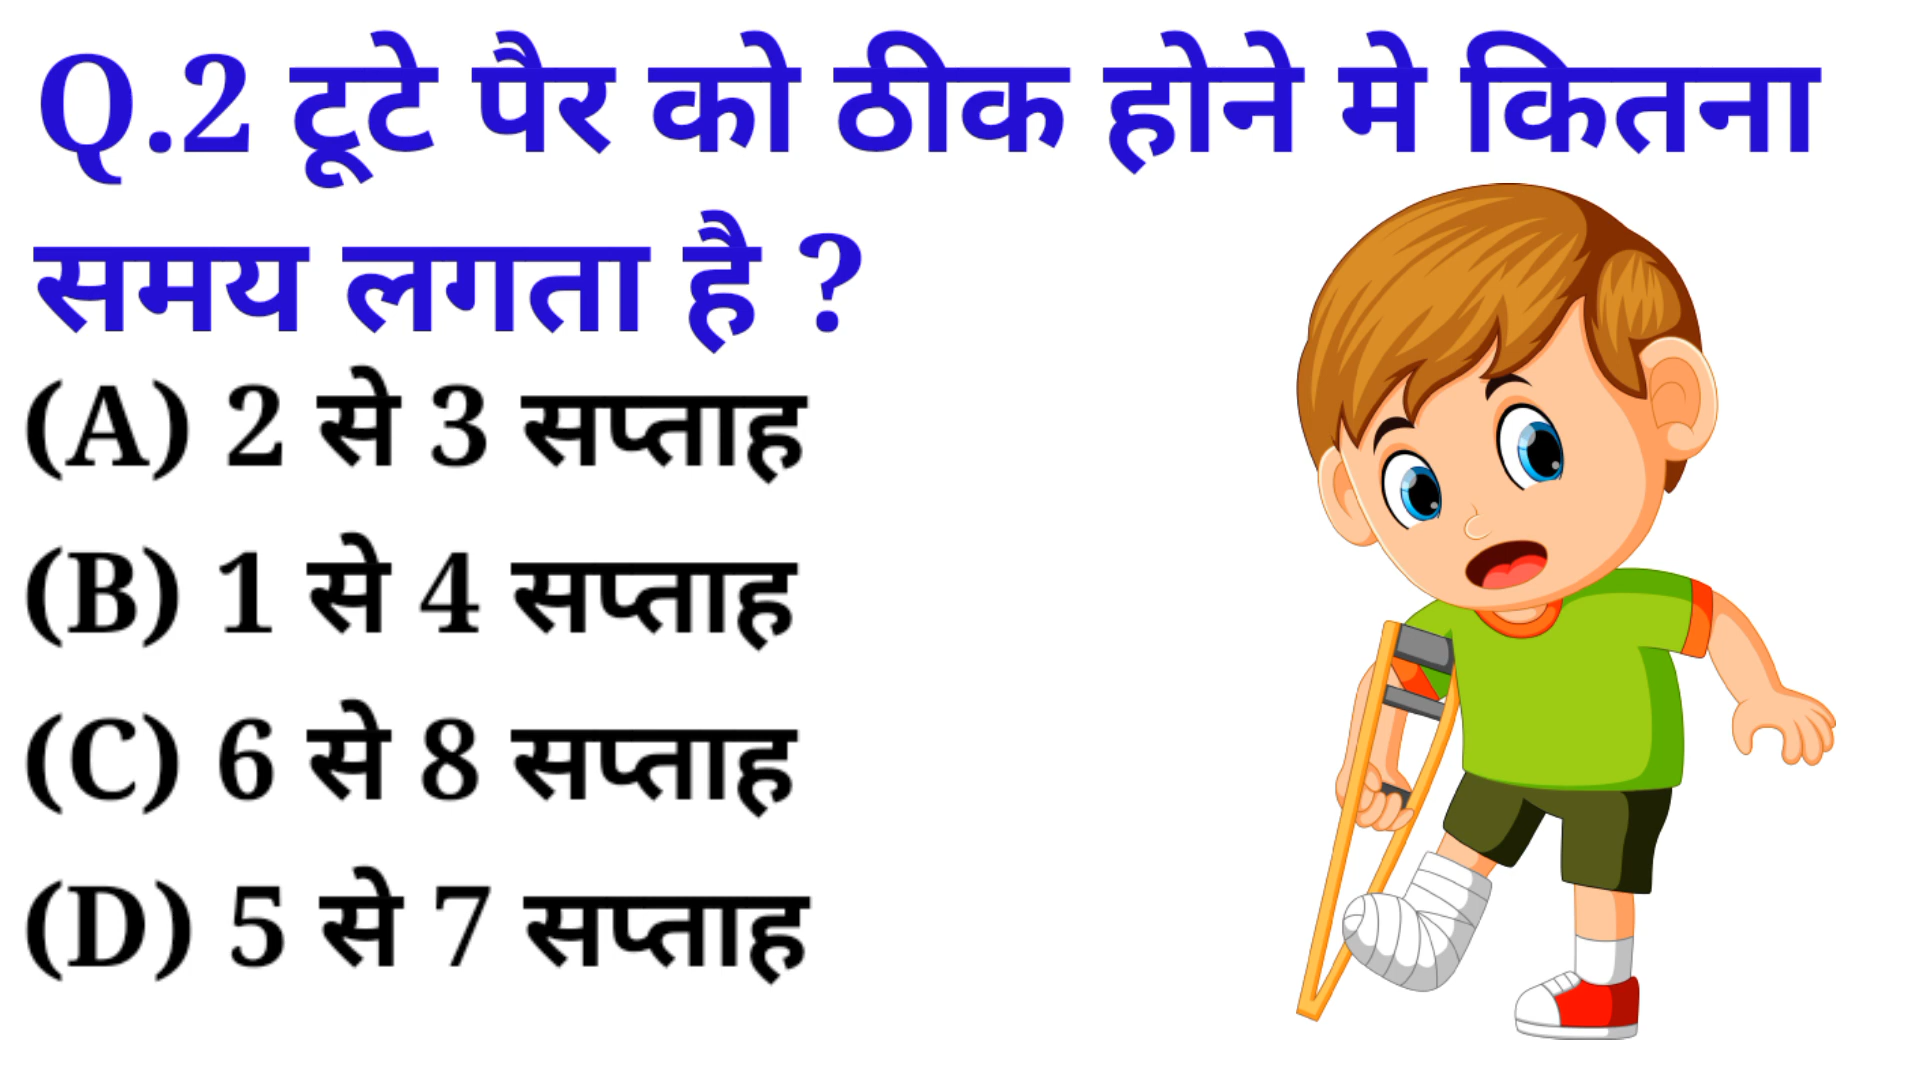 Q.2 टूटे पैर को ठीक होने मे कितना
समय लगता है ?
(A) 2 से 3 सप्ताह
(B) 1 से 4 सप्ताह
(C) 6 से 8 सप्ताह
(D) 5 से 7 सप्ताह